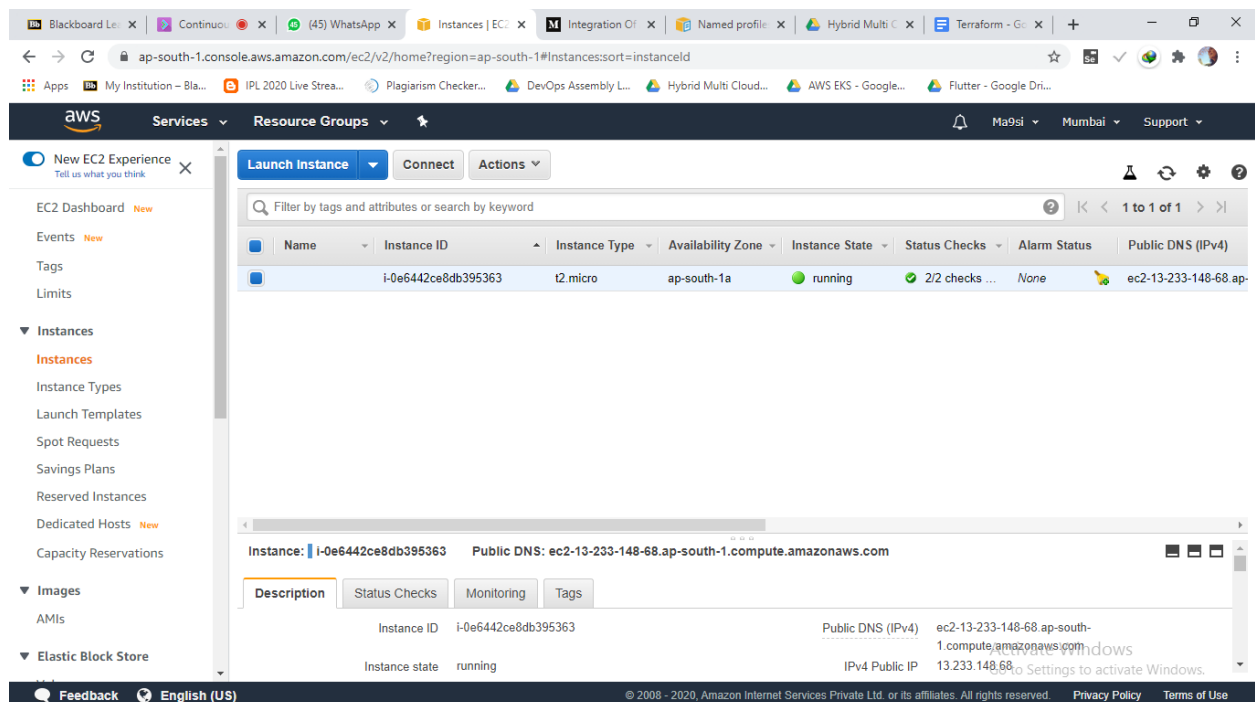 Blackboard Le
Continuou
(45) WhatsApp
Instances | EC2
Integration Of
Named profile
Hybrid Multi C
Terraform - Go
ap-south-1.console.aws.amazon.com/ec2/v2/home?region=ap-south-1#Instances:sort=instanceId
Apps
My Institution – Bla...
IPL 2020 Live Strea...
Plagiarism Checker...
DevOps Assembly L...
Hybrid Multi Cloud...
AWS EKS - Google...
Flutter - Google Dri...
aws Services Resource Groups Ma9si Mumbai Support
New EC2 Experience
Tell us what you think
EC2 Dashboard New
Events New
Tags
Limits
Instances
Instances
Instance Types
Launch Templates
Spot Requests
Savings Plans
Reserved Instances
Dedicated Hosts New
Capacity Reservations
Images
AMIs
Elastic Block Store
Launch Instance Connect Actions
Filter by tags and attributes or search by keyword 1 to 1 of 1
Name Instance ID Instance Type Availability Zone Instance State Status Checks Alarm Status Public DNS (IPv4)
i-0e6442ce8db395363 t2.micro ap-south-1a running 2/2 checks ... None ec2-13-233-148-68.ap-
Instance: i-0e6442ce8db395363 Public DNS: ec2-13-233-148-68.ap-south-1.compute.amazonaws.com
Description Status Checks Monitoring Tags
Instance ID i-0e6442ce8db395363
Public DNS (IPv4) ec2-13-233-148-68.ap-south-
1.compute.amazonaws.com
Instance state running
IPv4 Public IP 13.233.148.68
Activate Windows
Go to Settings to activate Windows.
Feedback English (US) © 2008 - 2020, Amazon Internet Services Private Ltd. or its affiliates. All rights reserved. Privacy Policy Terms of Use